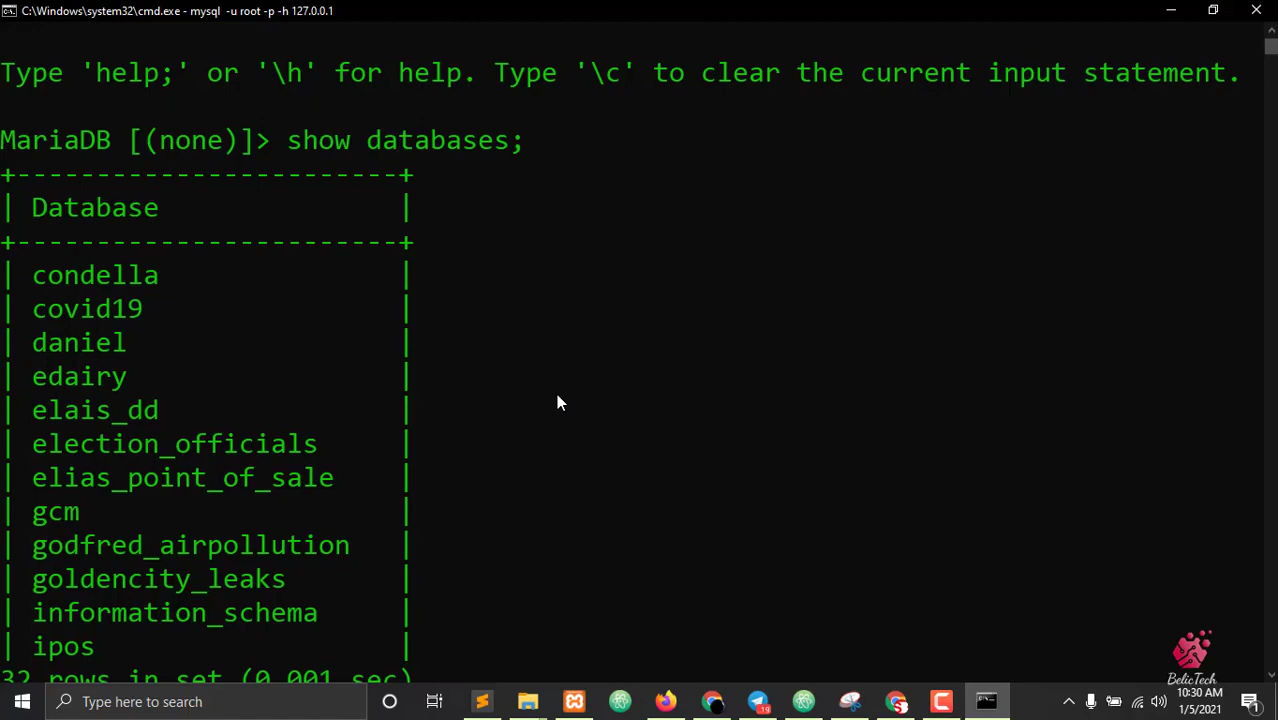 C:\Windows\system32\cmd.exe - mysql -u root -p -h 127.0.0.1
Type 'help;' or '\h' for help. Type '\c' to clear the current input statement.
MariaDB [(none)]> show databases;
+------------------------+
| Database |
+------------------------+
| condella |
| covid19 |
| daniel |
| edairy |
| elais_dd |
| election_officials |
| elias_point_of_sale |
| gcm |
| godfred_airpollution |
| goldencity_leaks |
| information_schema |
| ipos |
32 rows in set (0.001 sec)
BelicTech
Type here to search
19
10:30 AM
1/5/2021
1